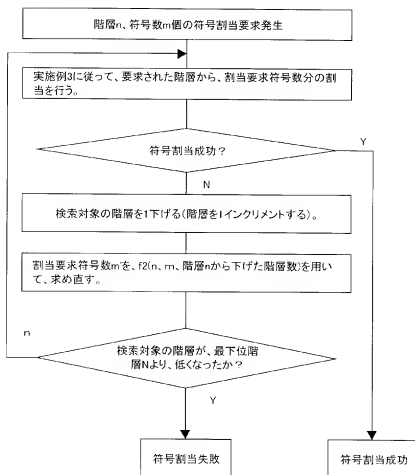 階層n、符号数m個の符号割当要求発生
実施例3に従って、要求された階層から、割当要求符号数分の割
当を行う。
符号割当成功?
Y
N
検索対象の階層を1下げる(階層を1インクリメントする)。
割当要求符号数m'を、f2(n、m、階層nから下げた階層数)を用い
て、求め直す。
n
検索対象の階層が、最下位階
層Nより、低くなったか?
Y
符号割当失敗
符号割当成功